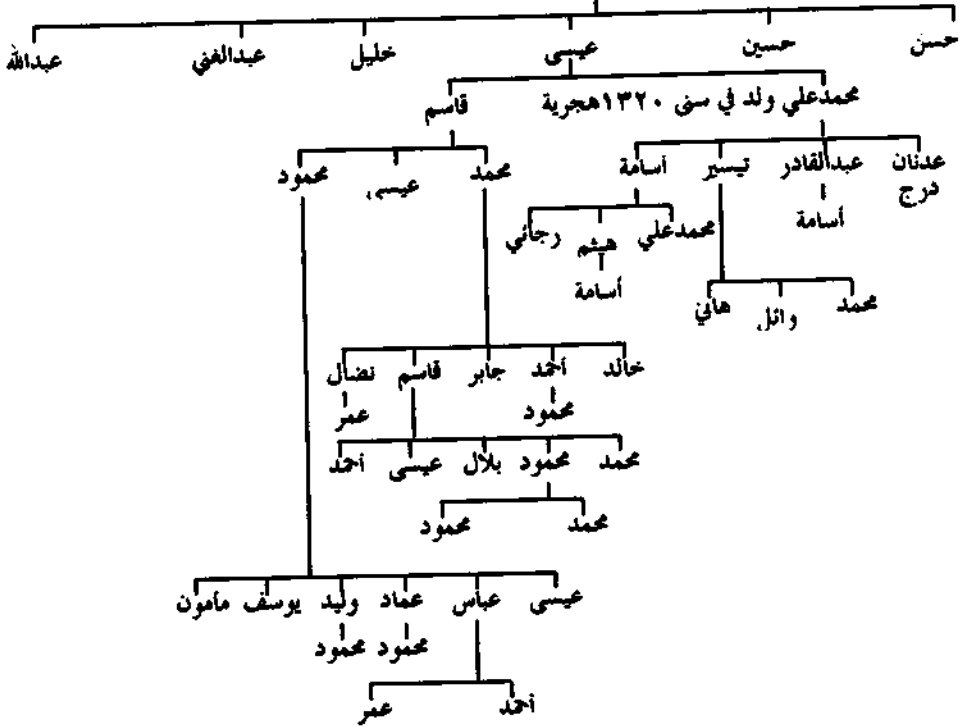 حسن حسين عيسى خليل عبدالغني عبدالله
محمدعلي ولد في سنى ١٣٢٠هجرية قاسم
عدنان عبدالقادر تيسير أسامة محمد عيسى محمود
درج أسامة محمدعلي هيثم رجائي
أسامة
محمد وائل هاني
خالد أحمد جابر قاسم نضال
محمود عمر
محمد محمود بلال عيسى أحمد
محمد محمود
عيسى عباس عماد وليد يوسف مأمون
محمود محمود
أحمد عمر